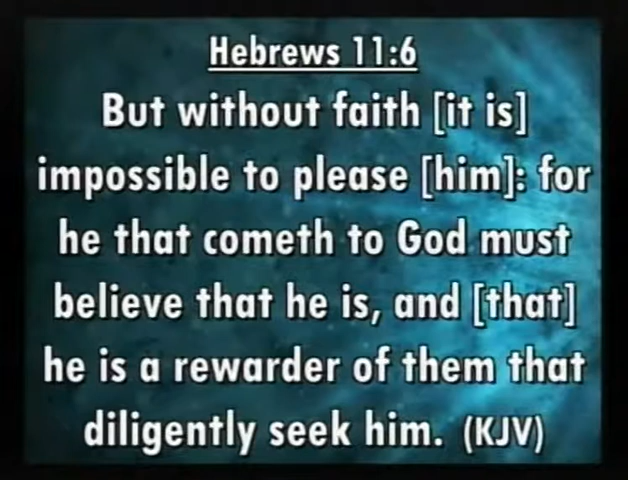 Hebrews 11:6
But without faith [it is]
impossible to please [him]: for
he that cometh to God must
believe that he is, and [that]
he is a rewarder of them that
diligently seek him. (KJV)